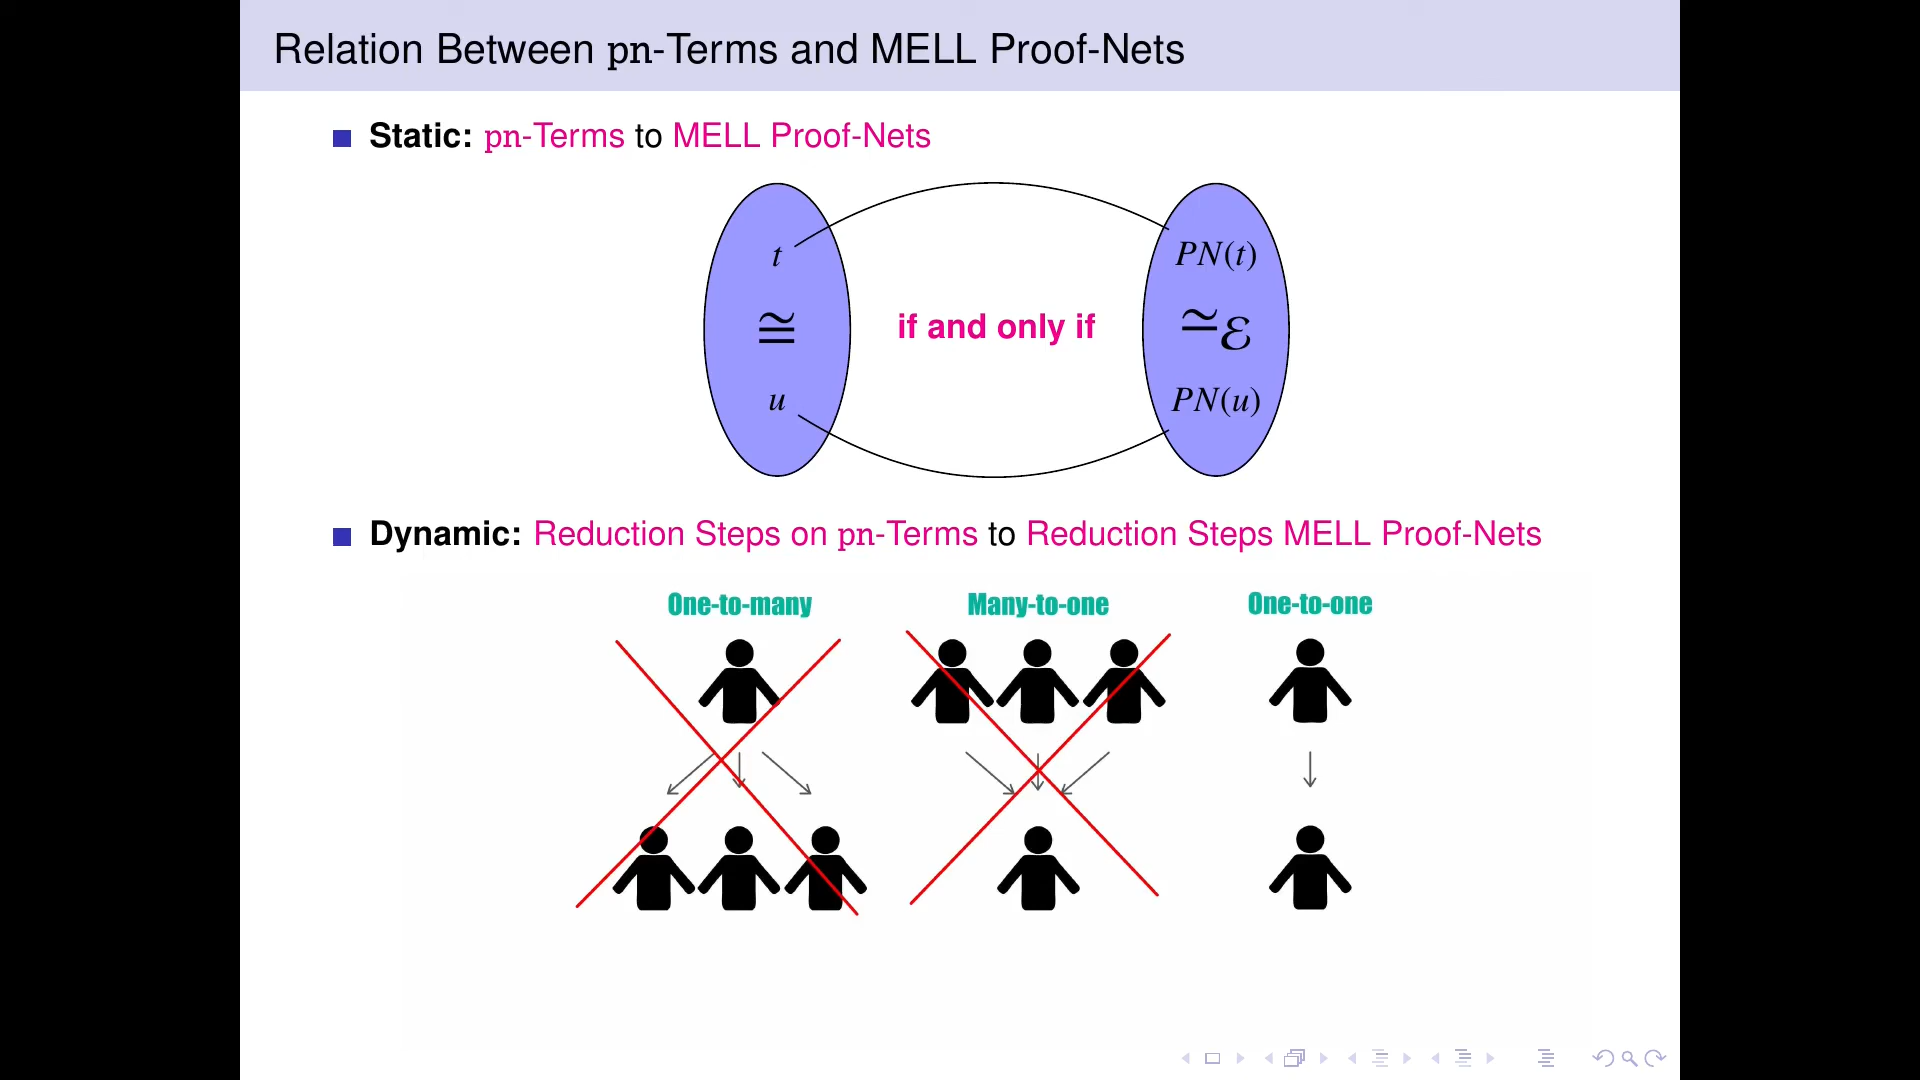 Relation Between pn-Terms and MELL Proof-Nets
Static: pn-Terms to MELL Proof-Nets
t
PN(t)
≅
if and only if
≃ℰ
u
PN(u)
Dynamic: Reduction Steps on pn-Terms to Reduction Steps MELL Proof-Nets
One-to-many
Many-to-one
One-to-one